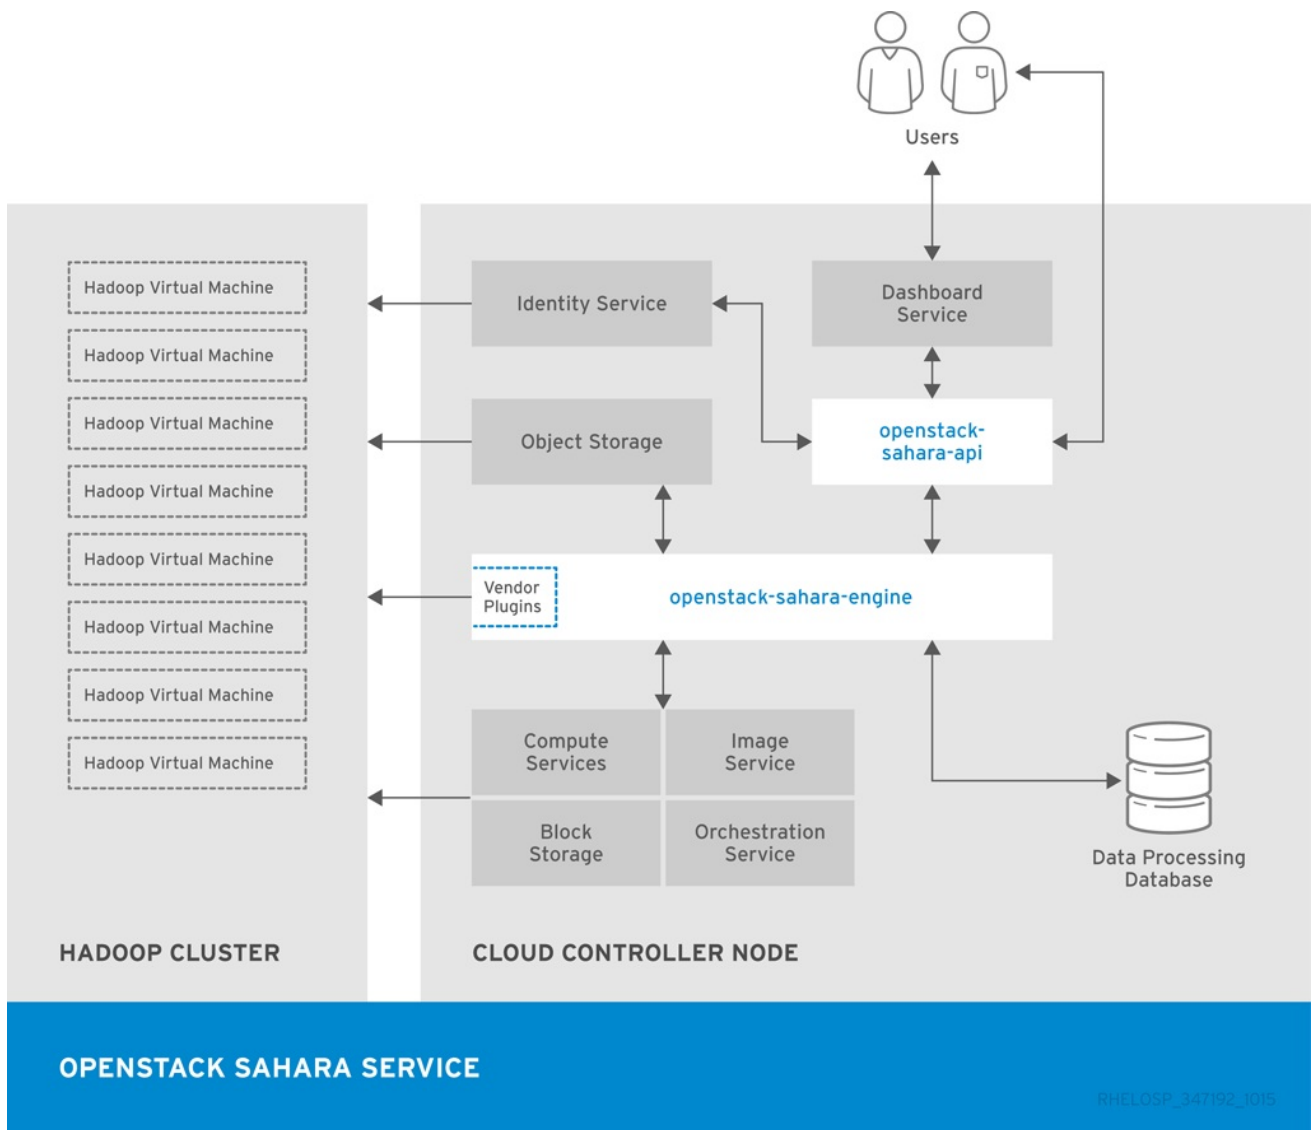 Users
Hadoop Virtual Machine
Hadoop Virtual Machine
Hadoop Virtual Machine
Hadoop Virtual Machine
Hadoop Virtual Machine
Hadoop Virtual Machine
Hadoop Virtual Machine
Hadoop Virtual Machine
HADOOP CLUSTER
Identity Service
Dashboard
Service
Object Storage
openstack-
sahara-api
Vendor
Plugins
openstack-sahara-engine
Compute
Services
Image
Service
Block
Storage
Orchestration
Service
Data Processing
Database
CLOUD CONTROLLER NODE
OPENSTACK SAHARA SERVICE
RHELOSP_347192_1015